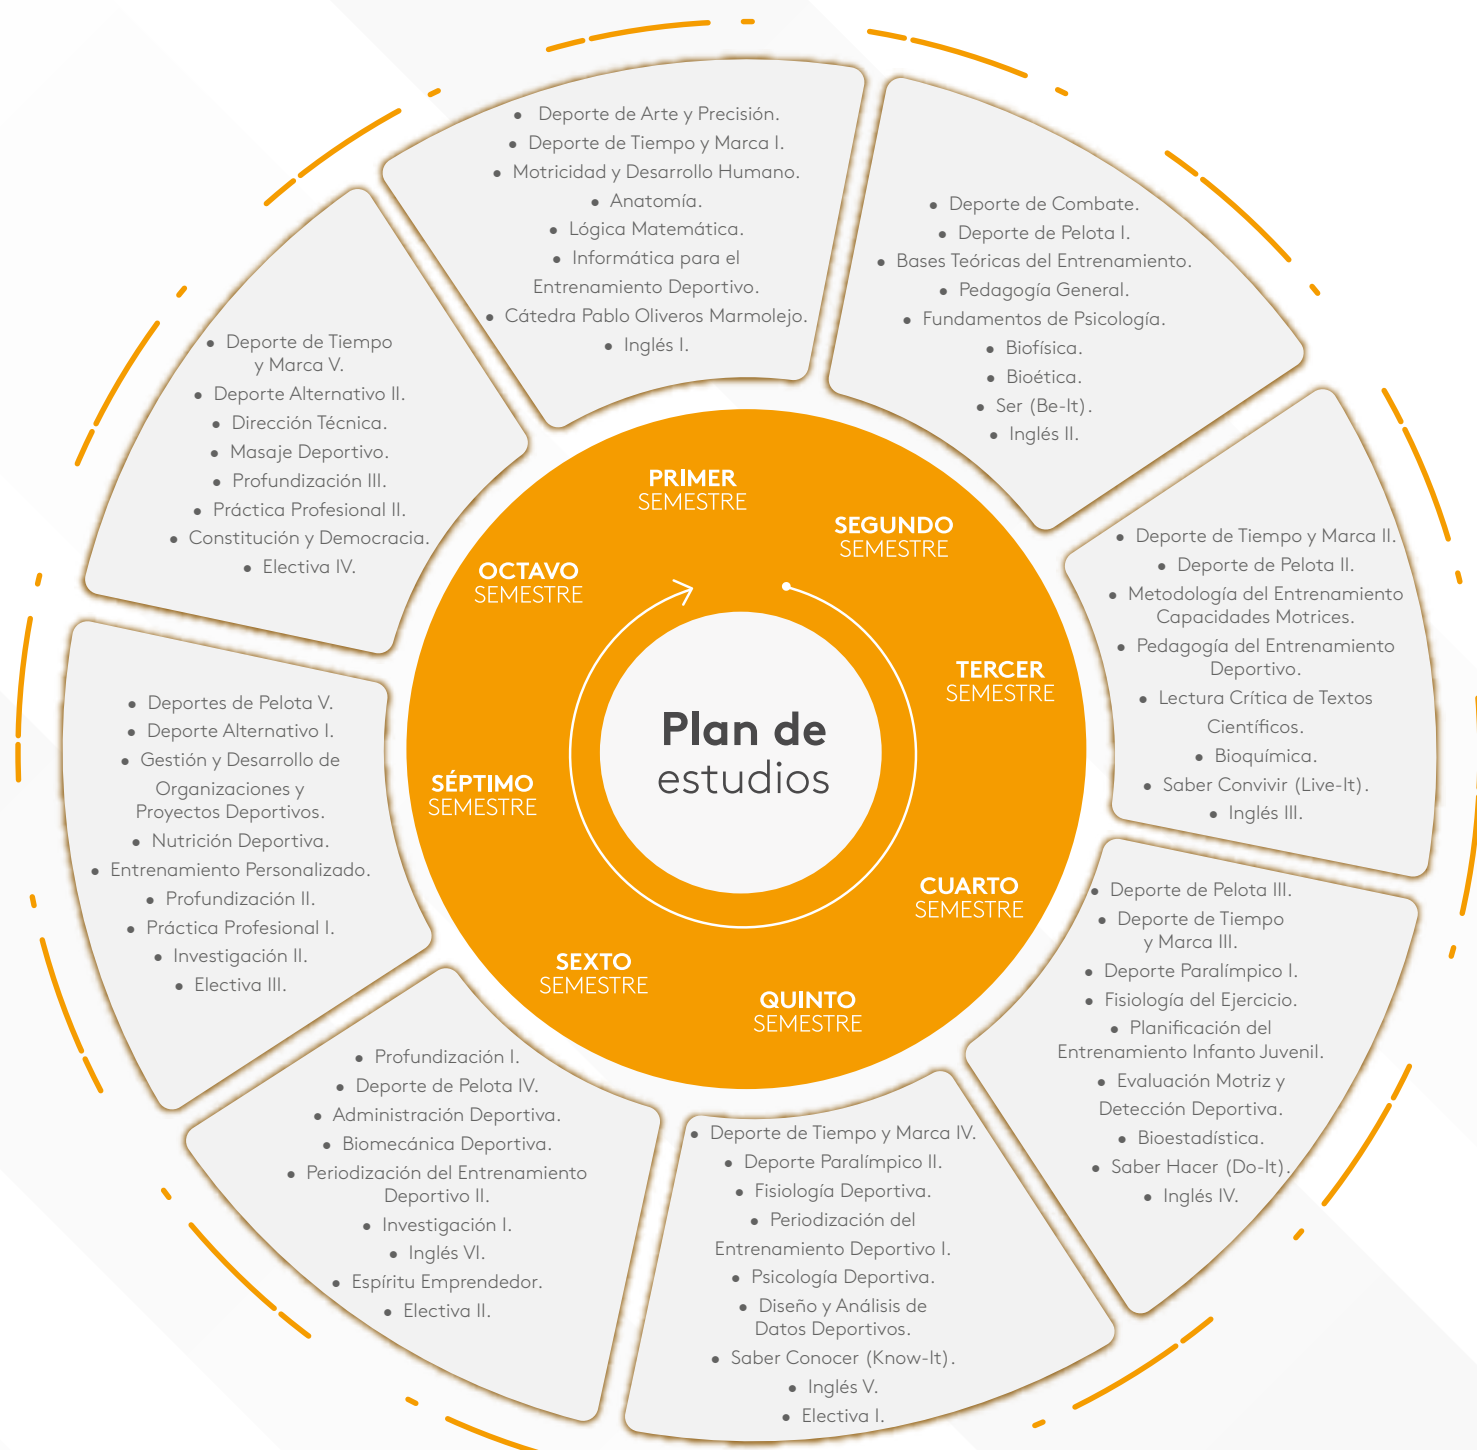 Plan de
estudios
PRIMER
SEMESTRE
• Deporte de Arte y Precisión.
• Deporte de Tiempo y Marca I.
• Motricidad y Desarrollo Humano.
• Anatomía.
• Lógica Matemática.
• Informática para el
Entrenamiento Deportivo.
• Cátedra Pablo Oliveros Marmolejo.
• Inglés I.
SEGUNDO
SEMESTRE
• Deporte de Combate.
• Deporte de Pelota I.
• Bases Teóricas del Entrenamiento.
• Pedagogía General.
• Fundamentos de Psicología.
• Biofísica.
• Bioética.
• Ser (Be-It).
• Inglés II.
TERCER
SEMESTRE
• Deporte de Tiempo y Marca II.
• Deporte de Pelota II.
• Metodología del Entrenamiento
Capacidades Motrices.
• Pedagogía del Entrenamiento
Deportivo.
• Lectura Crítica de Textos
Científicos.
• Bioquímica.
• Saber Convivir (Live-It).
• Inglés III.
CUARTO
SEMESTRE
• Deporte de Pelota III.
• Deporte de Tiempo
y Marca III.
• Deporte Paralímpico I.
• Fisiología del Ejercicio.
• Planificación del
Entrenamiento Infanto Juvenil.
• Evaluación Motriz y
Detección Deportiva.
• Bioestadística.
• Saber Hacer (Do-It).
• Inglés IV.
QUINTO
SEMESTRE
• Deporte de Tiempo y Marca IV.
• Deporte Paralímpico II.
• Fisiología Deportiva.
• Periodización del
Entrenamiento Deportivo I.
• Psicología Deportiva.
• Diseño y Análisis de
Datos Deportivos.
• Saber Conocer (Know-It).
• Inglés V.
• Electiva I.
SEXTO
SEMESTRE
• Profundización I.
• Deporte de Pelota IV.
• Administración Deportiva.
• Biomecánica Deportiva.
• Periodización del Entrenamiento
Deportivo II.
• Investigación I.
• Inglés VI.
• Espíritu Emprendedor.
• Electiva II.
SÉPTIMO
SEMESTRE
• Deportes de Pelota V.
• Deporte Alternativo I.
• Gestión y Desarrollo de
Organizaciones y
Proyectos Deportivos.
• Nutrición Deportiva.
• Entrenamiento Personalizado.
• Profundización II.
• Práctica Profesional I.
• Investigación II.
• Electiva III.
OCTAVO
SEMESTRE
• Deporte de Tiempo
y Marca V.
• Deporte Alternativo II.
• Dirección Técnica.
• Masaje Deportivo.
• Profundización III.
• Práctica Profesional II.
• Constitución y Democracia.
• Electiva IV.